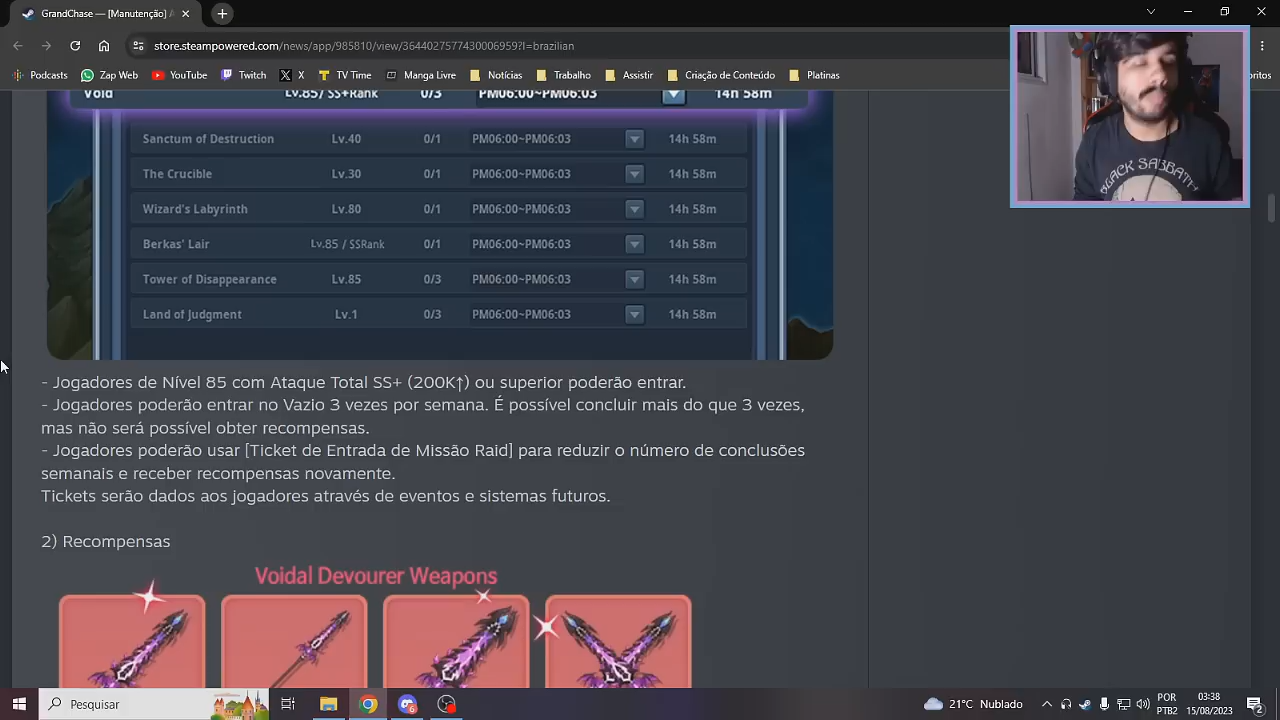 GrandChase — [Manutenção]
store.steampowered.com/news/app/985810/view/3644027577430006959?l=brazilian
Podcasts Zap Web YouTube Twitch X TV Time Manga Livre Notícias Trabalho Assistir Criação de Conteúdo Platinas
Void Lv.85/ SS+Rank 0/3 PM06:00~PM06:03 14h 58m
Sanctum of Destruction Lv.40 0/1 PM06:00~PM06:03 14h 58m
The Crucible Lv.30 0/1 PM06:00~PM06:03 14h 58m
Wizard's Labyrinth Lv.80 0/1 PM06:00~PM06:03 14h 58m
Berkas' Lair Lv.85 / SSRank 0/1 PM06:00~PM06:03 14h 58m
Tower of Disappearance Lv.85 0/3 PM06:00~PM06:03 14h 58m
Land of Judgment Lv.1 0/3 PM06:00~PM06:03 14h 58m
- Jogadores de Nível 85 com Ataque Total SS+ (200K↑) ou superior poderão entrar.
- Jogadores poderão entrar no Vazio 3 vezes por semana. É possível concluir mais do que 3 vezes,
mas não será possível obter recompensas.
- Jogadores poderão usar [Ticket de Entrada de Missão Raid] para reduzir o número de conclusões
semanais e receber recompensas novamente.
Tickets serão dados aos jogadores através de eventos e sistemas futuros.
2) Recompensas
Voidal Devourer Weapons
BLACK SABBATH
Pesquisar
21°C Nublado
POR
PTB2
03:38
15/08/2023
2